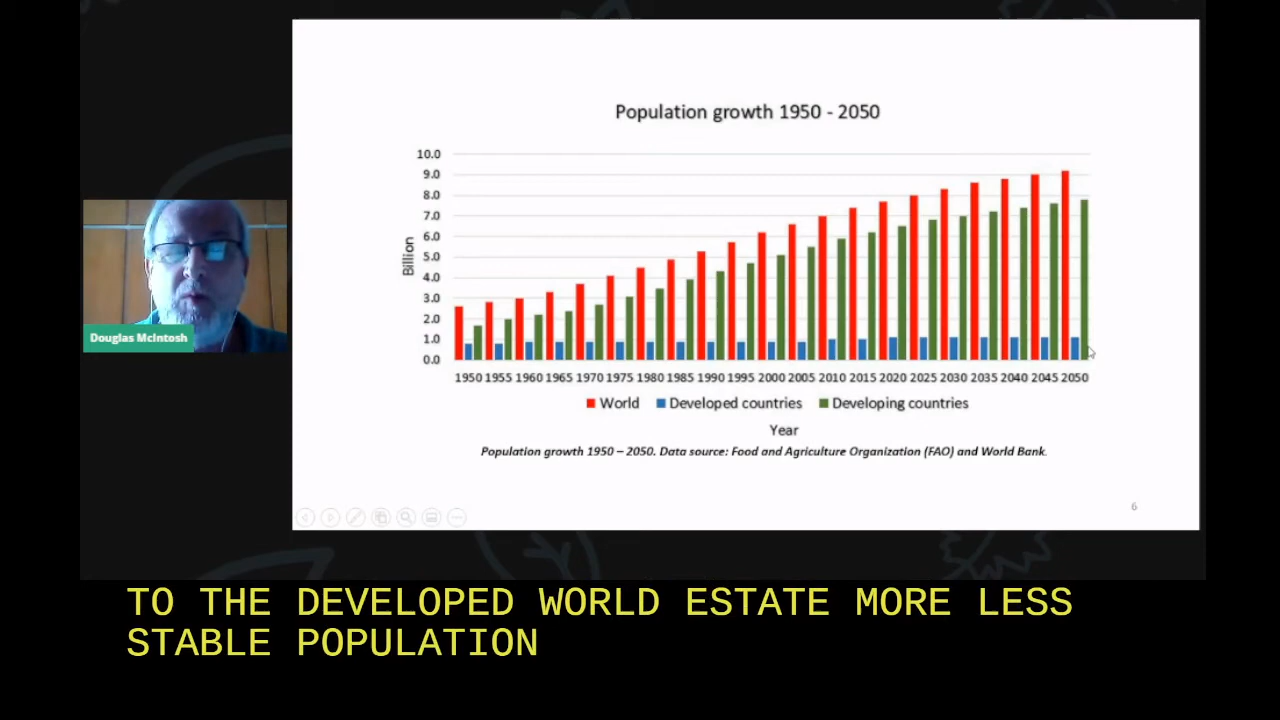 Population growth 1950 - 2050
10.0
9.0
8.0
7.0
6.0
5.0
4.0
3.0
2.0
1.0
0.0
Billion
1950 1955 1960 1965 1970 1975 1980 1985 1990 1995 2000 2005 2010 2015 2020 2025 2030 2035 2040 2045 2050
World Developed countries Developing countries
Year
Population growth 1950 – 2050. Data source: Food and Agriculture Organization (FAO) and World Bank.
6
Douglas McIntosh
TO THE DEVELOPED WORLD ESTATE MORE LESS
STABLE POPULATION